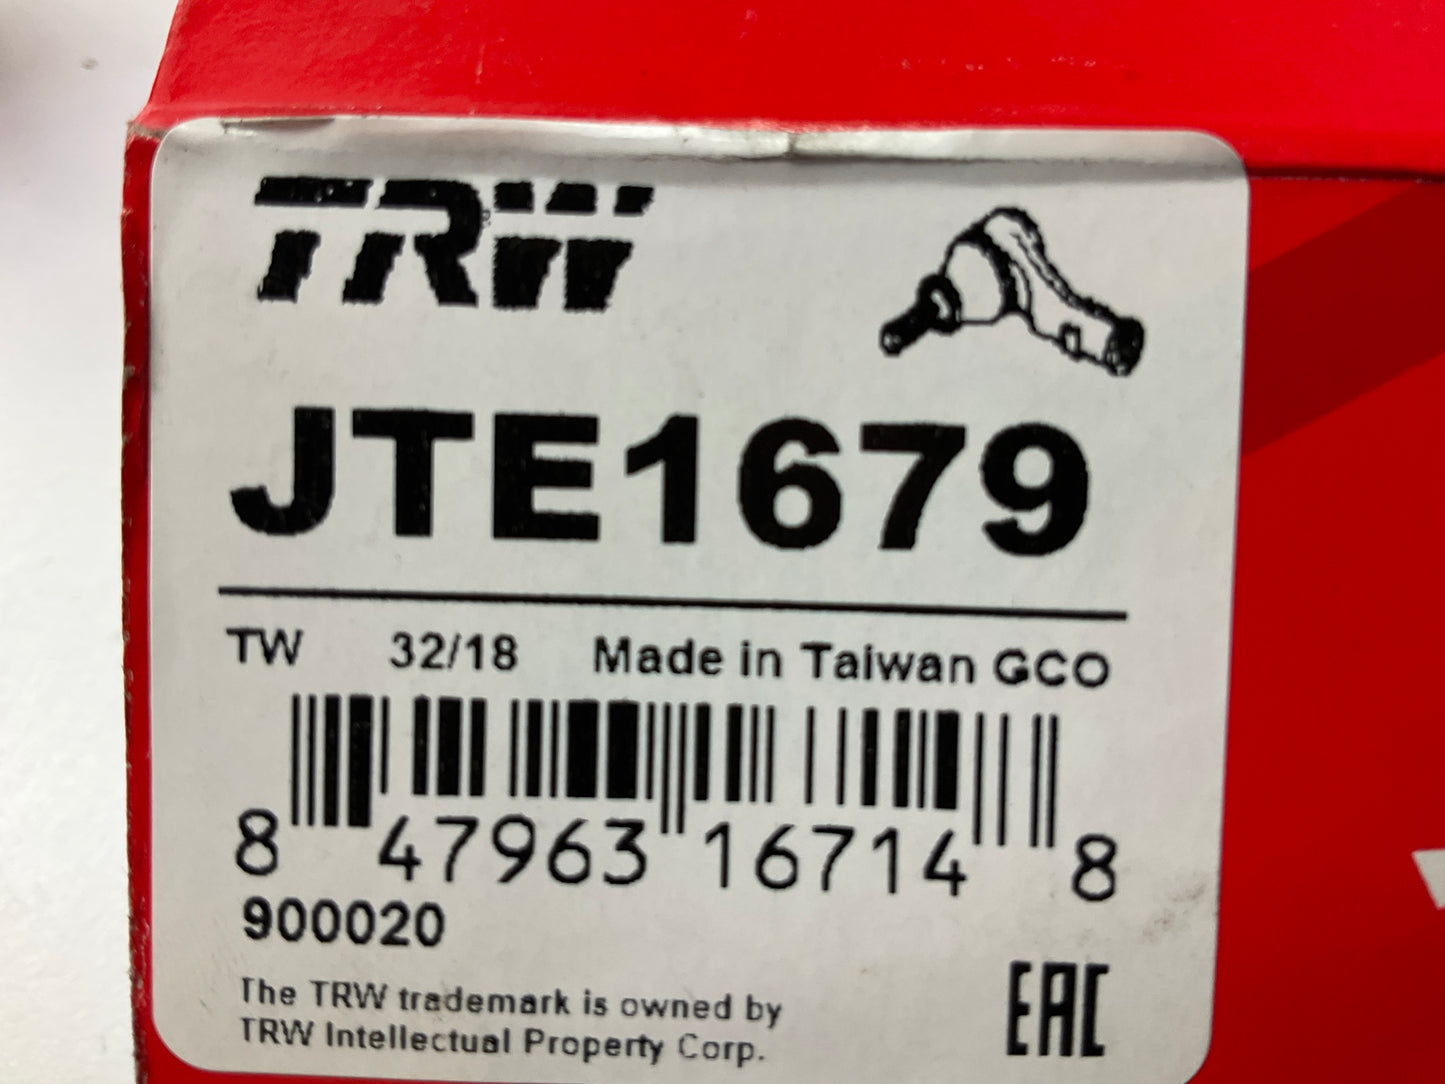 TRW
JTE1679
TW 32/18 Made in Taiwan GCO
8 47963 16714 8
900020
The TRW trademark is owned by
TRW Intellectual Property Corp.
EAC